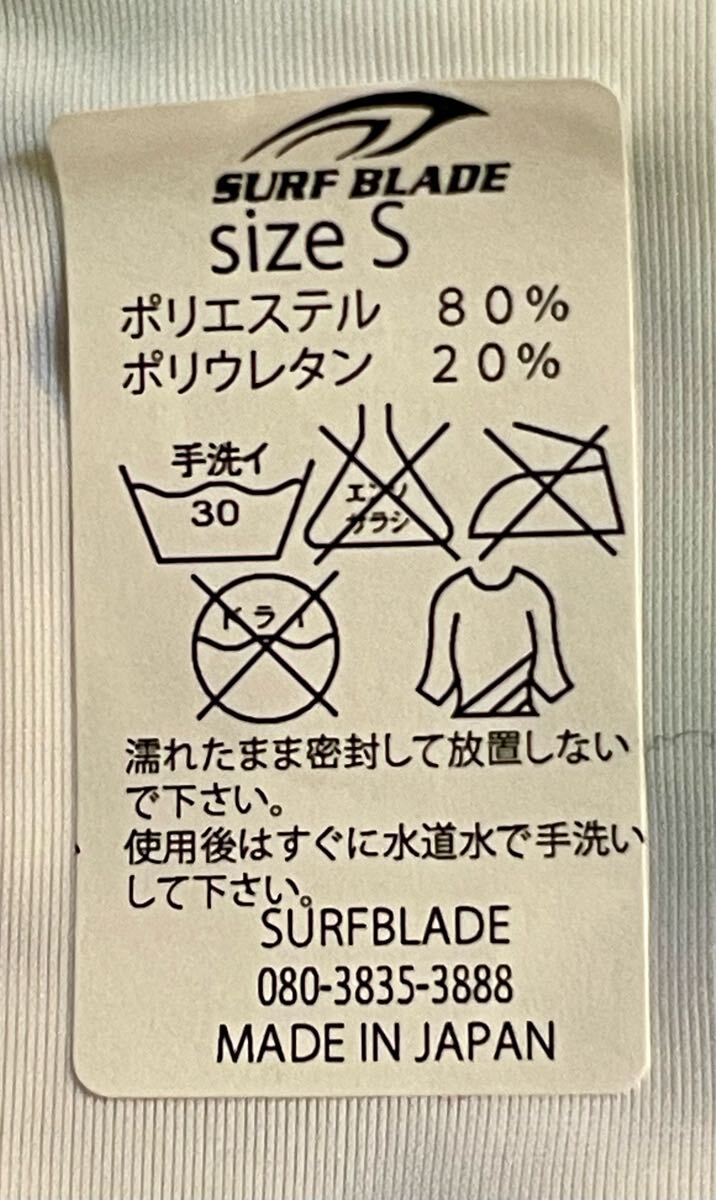 SURF BLADE
size S
ポリエステル 80%
ポリウレタン 20%
手洗イ
30
エンソ
サラシ
ドライ
濡れたまま密封して放置しない
で下さい。
使用後はすぐに水道水で手洗い
して下さい。
SURFBLADE
080-3835-3888
MADE IN JAPAN